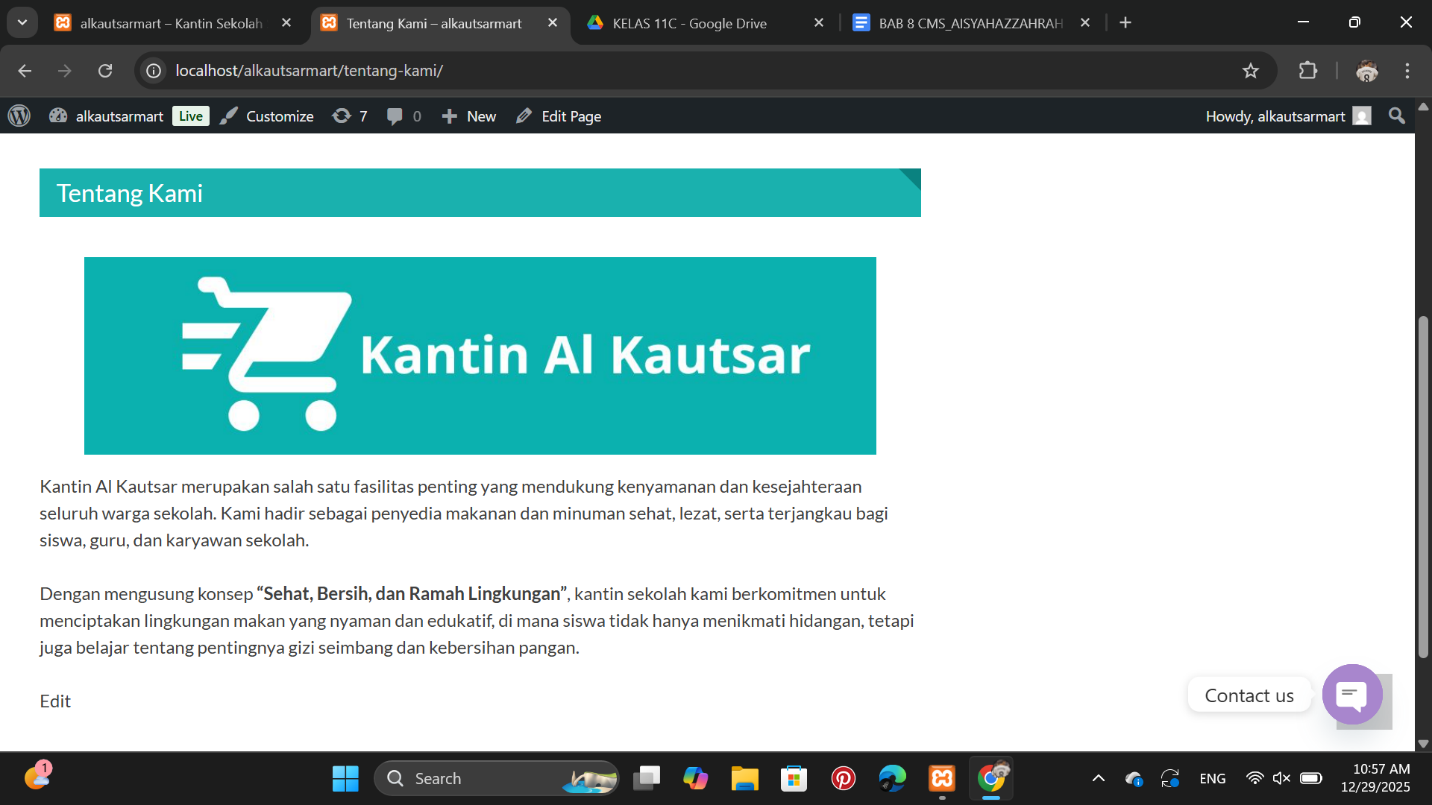 alkautsarmart – Kantin Sekolah
Tentang Kami – alkautsarmart
KELAS 11C - Google Drive
BAB 8 CMS_AISYAHAZZAHRAH
localhost/alkautsarmart/tentang-kami/
8
alkautsarmart Live Customize 7 0 New Edit Page
Howdy, alkautsarmart
Tentang Kami
Kantin Al Kautsar
Kantin Al Kautsar merupakan salah satu fasilitas penting yang mendukung kenyamanan dan kesejahteraan
seluruh warga sekolah. Kami hadir sebagai penyedia makanan dan minuman sehat, lezat, serta terjangkau bagi
siswa, guru, dan karyawan sekolah.
Dengan mengusung konsep “Sehat, Bersih, dan Ramah Lingkungan”, kantin sekolah kami berkomitmen untuk
menciptakan lingkungan makan yang nyaman dan edukatif, di mana siswa tidak hanya menikmati hidangan, tetapi
juga belajar tentang pentingnya gizi seimbang dan kebersihan pangan.
Edit
Contact us
1
Search
ENG
10:57 AM
12/29/2025